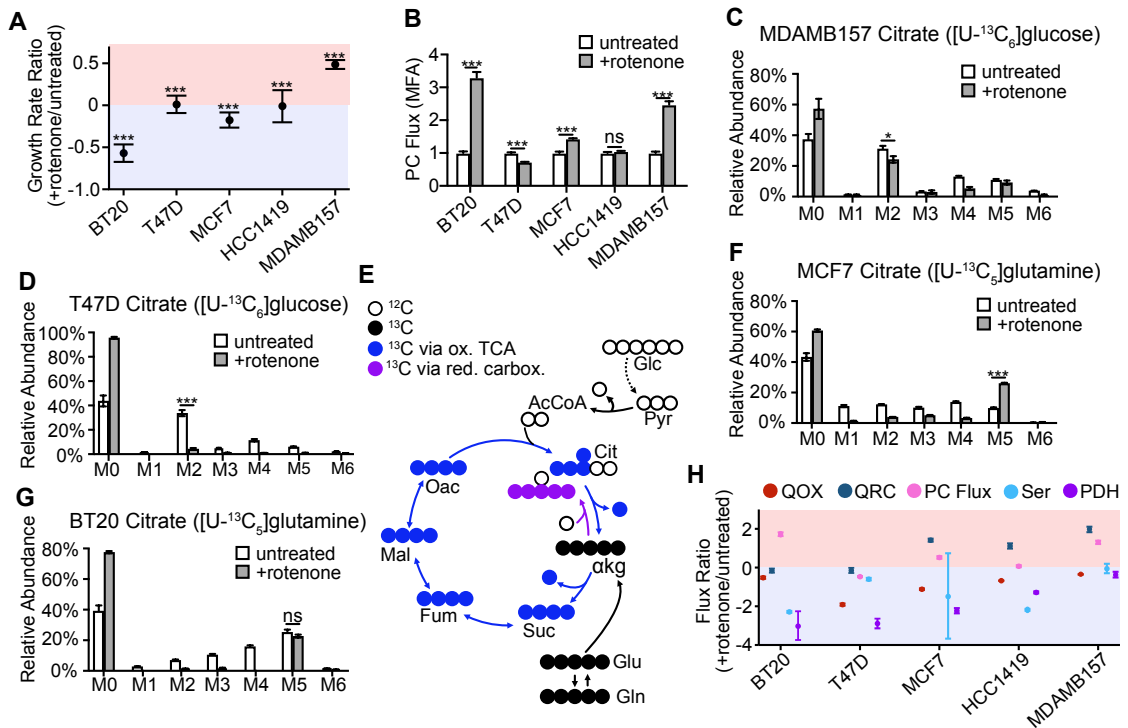 A
Growth Rate Ratio
(+rotenone/untreated)
0.5
0
-0.5
-1.0
***
***
***
***
***
BT20
T47D
MCF7
HCC1419
MDAMB157
B
PC Flux (MFA)
4
3
2
1
0
untreated
+rotenone
***
***
***
ns
***
BT20
T47D
MCF7
HCC1419
MDAMB157
C
MDAMB157 Citrate ([U-¹³C₆]glucose)
Relative Abundance
80%
60%
40%
20%
0%
untreated
+rotenone
*
M0 M1 M2 M3 M4 M5 M6
D
T47D Citrate ([U-¹³C₆]glucose)
Relative Abundance
100%
80%
60%
40%
20%
0%
untreated
+rotenone
***
M0 M1 M2 M3 M4 M5 M6
E
¹²C
¹³C
¹³C via ox. TCA
¹³C via red. carbox.
Glc
AcCoA
Pyr
Cit
Oac
Mal
αkg
Fum
Suc
Glu
Gln
F
MCF7 Citrate ([U-¹³C₅]glutamine)
Relative Abundance
80%
60%
40%
20%
0%
untreated
+rotenone
***
M0 M1 M2 M3 M4 M5 M6
G
BT20 Citrate ([U-¹³C₅]glutamine)
Relative Abundance
80%
60%
40%
20%
0%
untreated
+rotenone
ns
M0 M1 M2 M3 M4 M5 M6
H
QOX QRC PC Flux Ser PDH
Flux Ratio
(+rotenone/untreated)
2
0
-2
-4
BT20
T47D
MCF7
HCC1419
MDAMB157